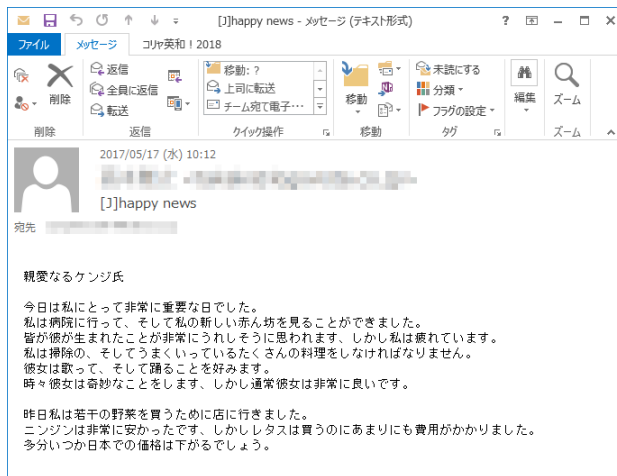 [J]happy news - メッセージ (テキスト形式)
ファイル メッセージ コリャ英和！2018
削除
返信
全員に返信
転送
移動: ?
上司に転送
チーム宛て電子…
移動
未読にする
分類
フラグの設定
編集
ズーム
削除 返信 クイック操作 移動 タグ ズーム
2017/05/17 (水) 10:12
[J]happy news
宛先
親愛なるケンジ氏
今日は私にとって非常に重要な日でした。
私は病院に行って、そして私の新しい赤ん坊を見ることができました。
皆が彼が生まれたことが非常にうれしそうに思われます、しかし私は疲れています。
私は掃除の、そしてうまくいっているたくさんの料理をしなければなりません。
彼女は歌って、そして踊ることを好みます。
時々彼女は奇妙なことをします、しかし通常彼女は非常に良いです。
昨日私は若干の野菜を買うために店に行きました。
ニンジンは非常に安かったです、しかしレタスは買うのにあまりにも費用がかかりました。
多分いつか日本での価格は下がるでしょう。